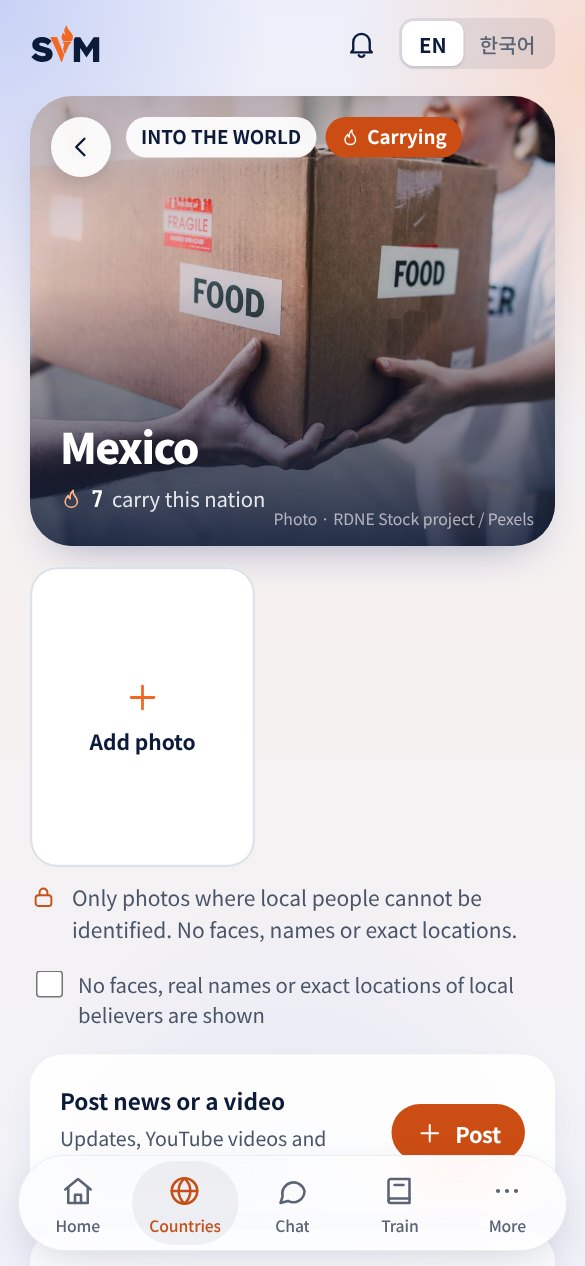 SVM
EN
한국어
INTO THE WORLD
Carrying
FRAGILE
FOOD
FOOD
ER
Mexico
7 carry this nation
Photo · RDNE Stock project / Pexels
Add photo
Only photos where local people cannot be
identified. No faces, names or exact locations.
No faces, real names or exact locations of local
believers are shown
Post news or a video
Updates, YouTube videos and
Post
Home
Countries
Chat
Train
More